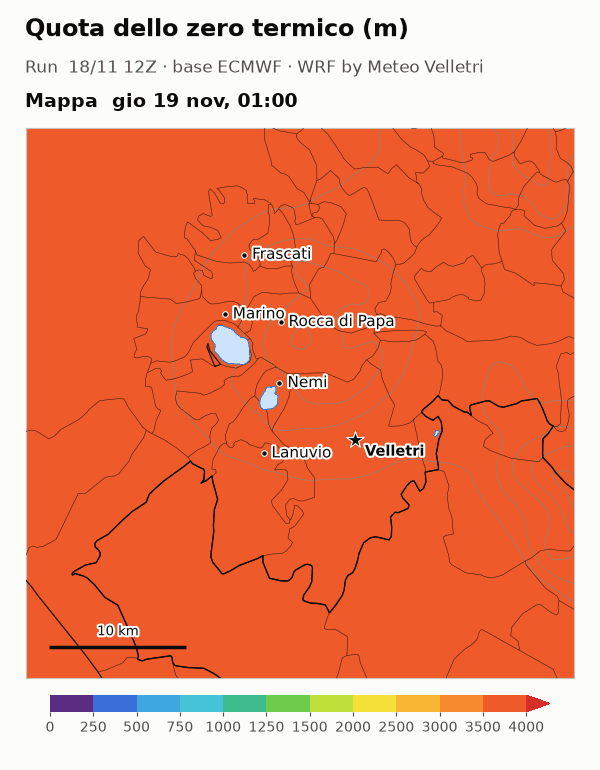 Quota dello zero termico (m)
Run  18/11 12Z · base ECMWF · WRF by Meteo Velletri
Mappa  gio 19 nov, 01:00
Frascati
Marino
Rocca di Papa
Nemi
Velletri
Lanuvio
10 km
0 250 500 750 1000 1250 1500 2000 2500 3000 3500 4000